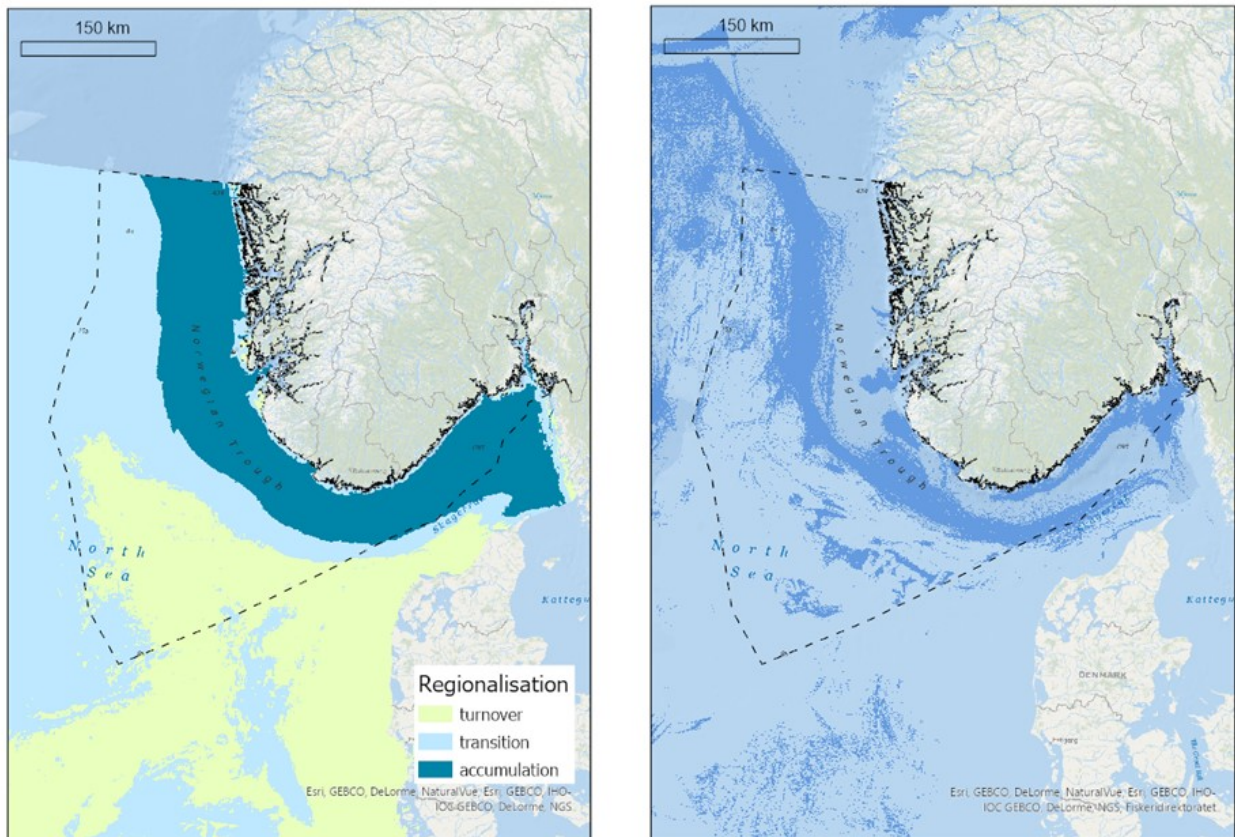 150 km
Norwegian Trough
North
Sea
Skagerrak
Regionalisation
turnover
transition
accumulation
Esri, GEBCO, DeLorme, NaturalVue, Esri, GEBCO, IHO-
IOC GEBCO, DeLorme, NGS
150 km
Norwegian Trough
North
Sea
Kattegat
DENMARK
Esri, GEBCO, DeLorme, NaturalVue, Esri, GEBCO, IHO-
IOC GEBCO, DeLorme, NGS, Fiskeridirektoratet